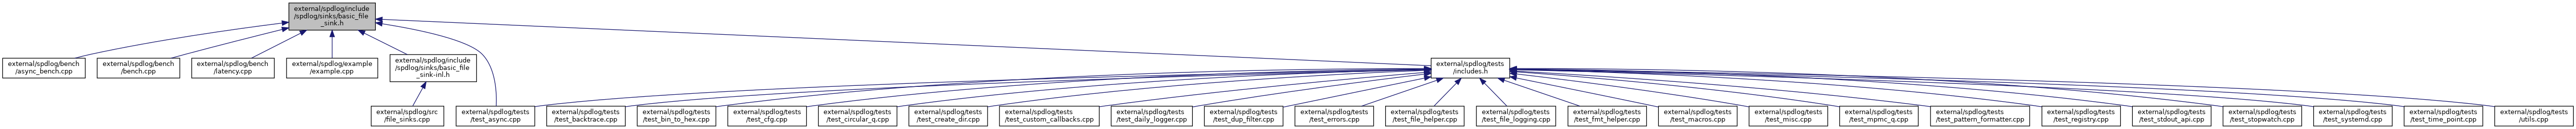 external/spdlog/include
/spdlog/sinks/basic_file
_sink.h
external/spdlog/bench
/async_bench.cpp
external/spdlog/bench
/bench.cpp
external/spdlog/bench
/latency.cpp
external/spdlog/example
/example.cpp
external/spdlog/include
/spdlog/sinks/basic_file
_sink-inl.h
external/spdlog/tests
/includes.h
external/spdlog/src
/file_sinks.cpp
external/spdlog/tests
/test_async.cpp
external/spdlog/tests
/test_backtrace.cpp
external/spdlog/tests
/test_bin_to_hex.cpp
external/spdlog/tests
/test_cfg.cpp
external/spdlog/tests
/test_circular_q.cpp
external/spdlog/tests
/test_create_dir.cpp
external/spdlog/tests
/test_custom_callbacks.cpp
external/spdlog/tests
/test_daily_logger.cpp
external/spdlog/tests
/test_dup_filter.cpp
external/spdlog/tests
/test_errors.cpp
external/spdlog/tests
/test_file_helper.cpp
external/spdlog/tests
/test_file_logging.cpp
external/spdlog/tests
/test_fmt_helper.cpp
external/spdlog/tests
/test_macros.cpp
external/spdlog/tests
/test_misc.cpp
external/spdlog/tests
/test_mpmc_q.cpp
external/spdlog/tests
/test_pattern_formatter.cpp
external/spdlog/tests
/test_registry.cpp
external/spdlog/tests
/test_stdout_api.cpp
external/spdlog/tests
/test_stopwatch.cpp
external/spdlog/tests
/test_systemd.cpp
external/spdlog/tests
/test_time_point.cpp
external/spdlog/tests
/utils.cpp